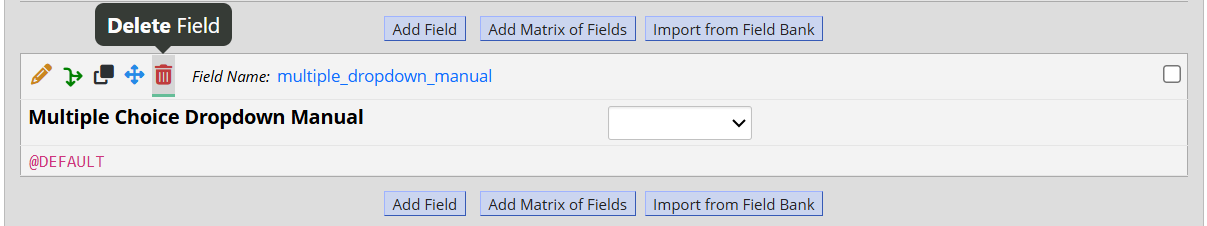 Delete Field
Add Field Add Matrix of Fields Import from Field Bank
Field Name: multiple_dropdown_manual
Multiple Choice Dropdown Manual
@DEFAULT
Add Field Add Matrix of Fields Import from Field Bank